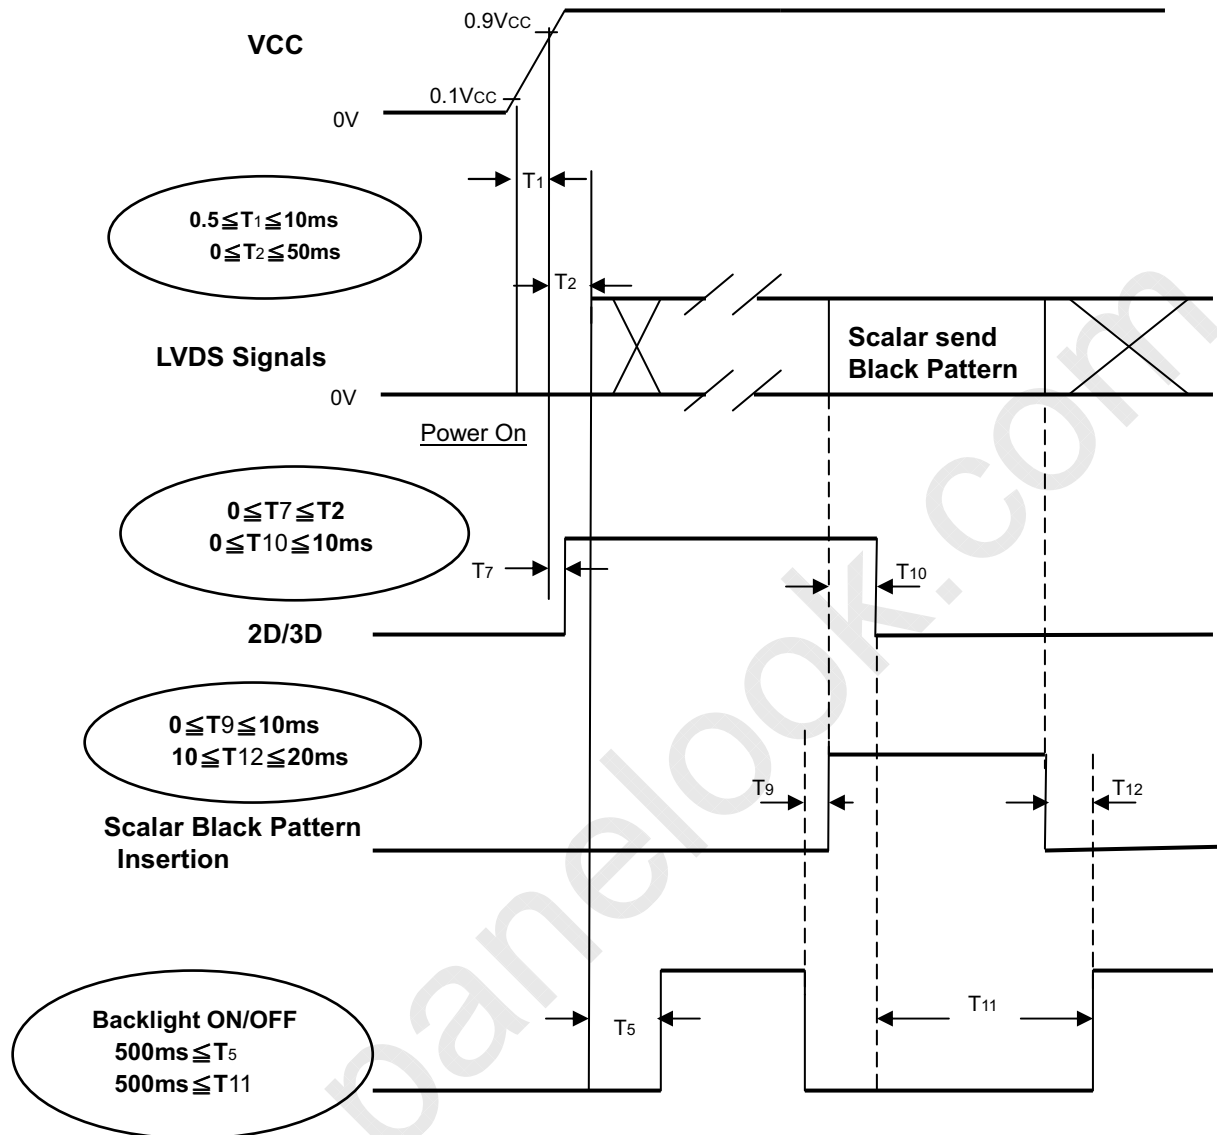 0.9VCC
VCC
0.1VCC
0V
T1
0.5≦T1≦10ms
0≦T2≦50ms
T2
LVDS Signals
Scalar send
Black Pattern
0V
Power On
0≦T7≦T2
0≦T10≦10ms
T7
T10
2D/3D
0≦T9≦10ms
10≦T12≦20ms
T9
T12
Scalar Black Pattern
Insertion
Backlight ON/OFF
500ms≦T5
500ms≦T11
T5
T11
panelook.com